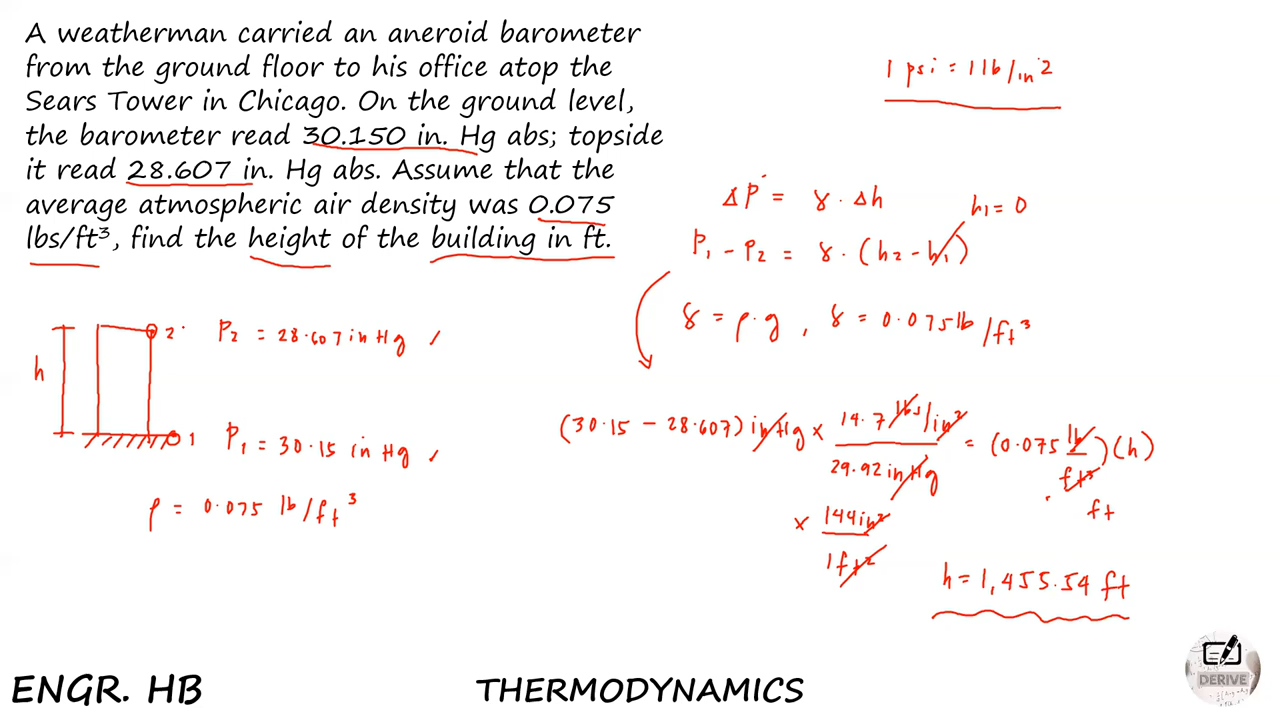 A weatherman carried an aneroid barometer
from the ground floor to his office atop the
Sears Tower in Chicago. On the ground level,
the barometer read 30.150 in. Hg abs; topside
it read 28.607 in. Hg abs. Assume that the
average atmospheric air density was 0.075
lbs/ft³, find the height of the building in ft.
1 psi = 1 lb/in²
ΔP = γ · Δh
h₁ = 0
P₁ - P₂ = γ · (h₂ - h₁)
γ = ρ·g , γ = 0.075 lb/ft³
h
2
P₂ = 28.607 in Hg
1
P₁ = 30.15 in Hg
ρ = 0.075 lb/ft³
(30.15 - 28.607) in Hg × 14.7 lbs/in² / 29.92 in Hg = (0.075 lb/ft³)(h)
ft
× 144 in² / 1 ft²
h = 1,455.54 ft
ENGR. HB
THERMODYNAMICS
DERIVE